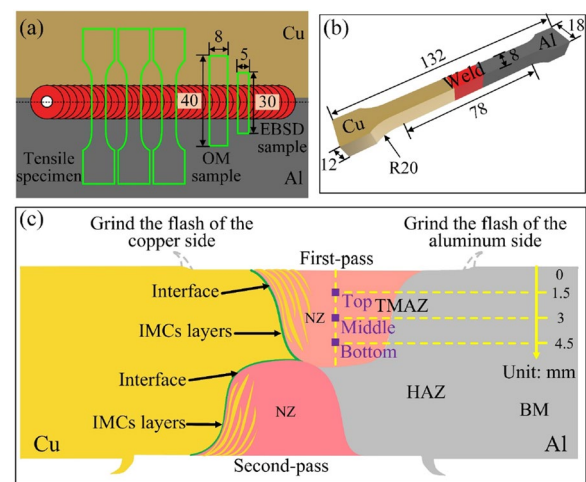 (a)
Cu
8
5
40
30
Tensile
specimen
OM
sample
EBSD
sample
Al
(b)
132
18
Al
8
Weld
78
Cu
12
R20
(c)
Grind the flash of the
copper side
Grind the flash of the
aluminum side
First-pass
0
Interface
1.5
Top
TMAZ
NZ
3
IMCs layers
Middle
4.5
Bottom
Interface
Unit: mm
HAZ
IMCs layers
NZ
BM
Cu
Al
Second-pass